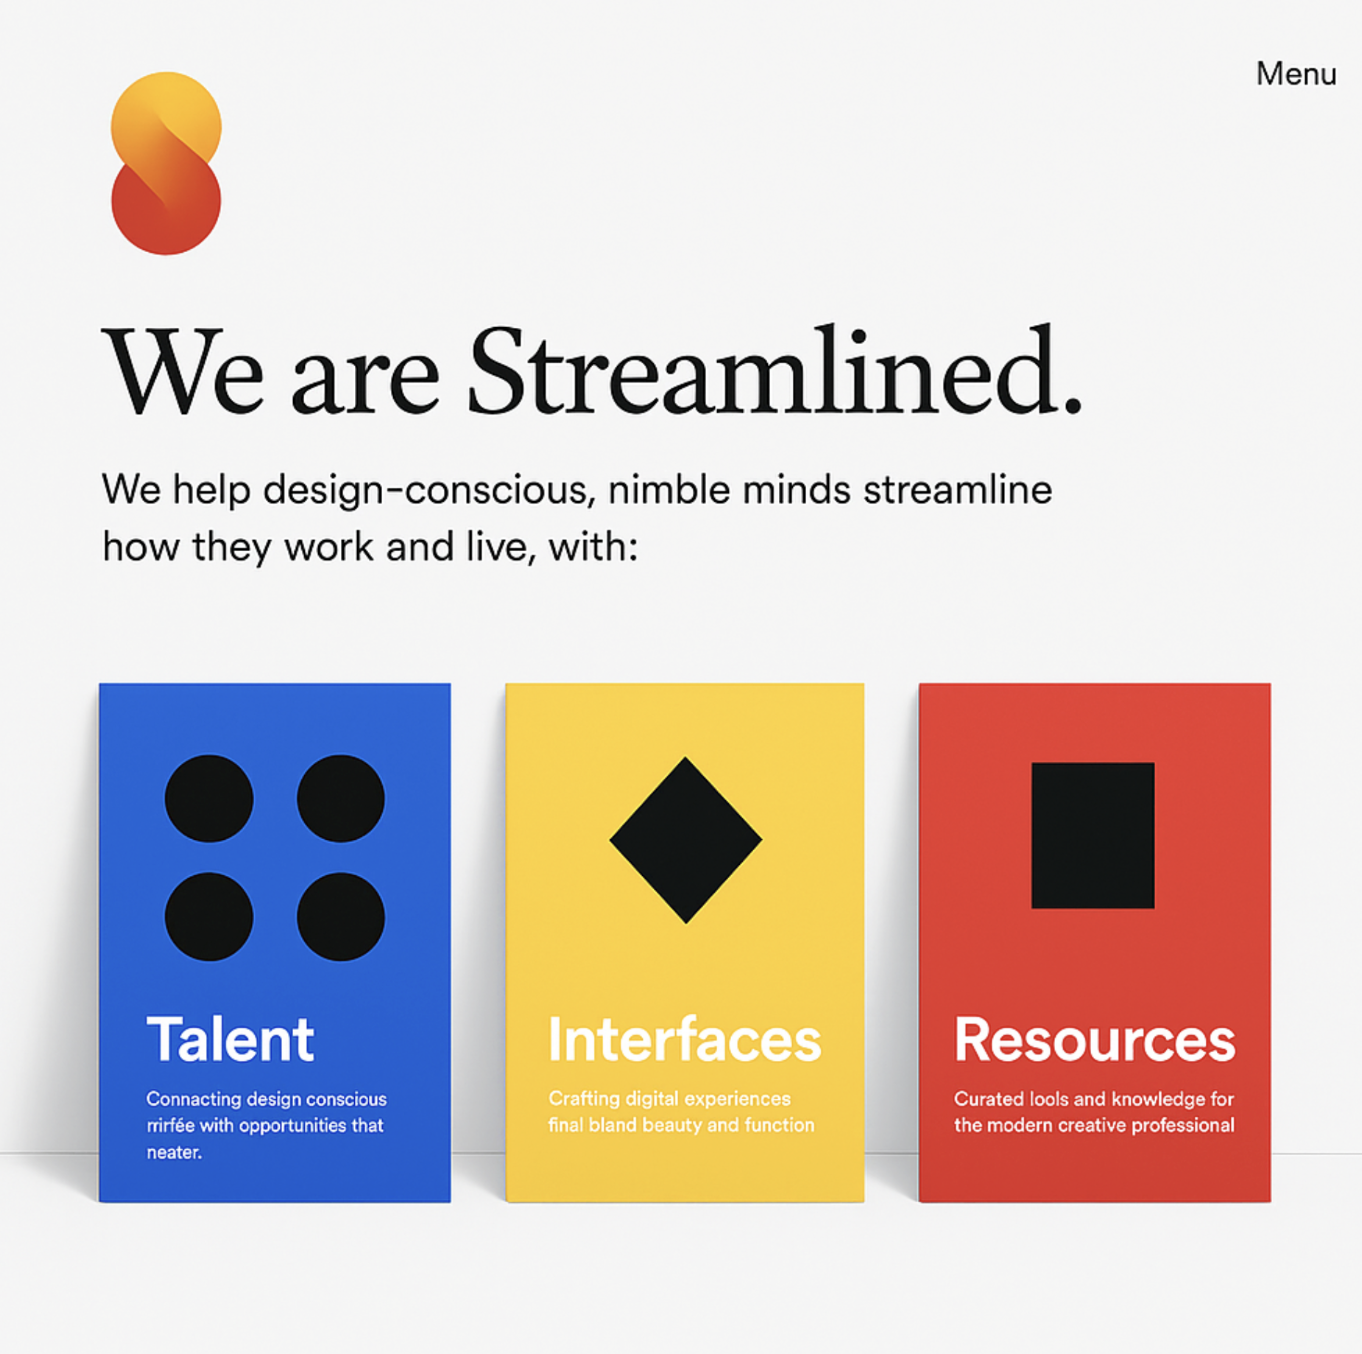 Menu
We are Streamlined.
We help design-conscious, nimble minds streamline
how they work and live, with:
Talent
Connacting design conscious
mirfée with opportunities that
neater.
Interfaces
Crafting digital experiences
final bland beauty and function
Resources
Curated lools and knowledge for
the modern creative professional